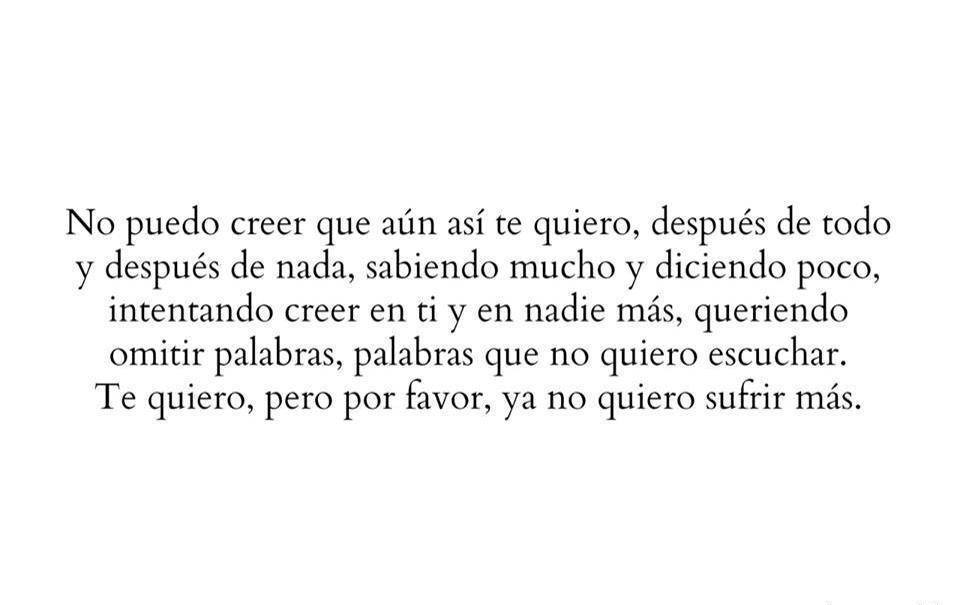 No puedo creer que aún así te quiero, después de todo
y después de nada, sabiendo mucho y diciendo poco,
intentando creer en ti y en nadie más, queriendo
omitir palabras, palabras que no quiero escuchar.
Te quiero, pero por favor, ya no quiero sufrir más.